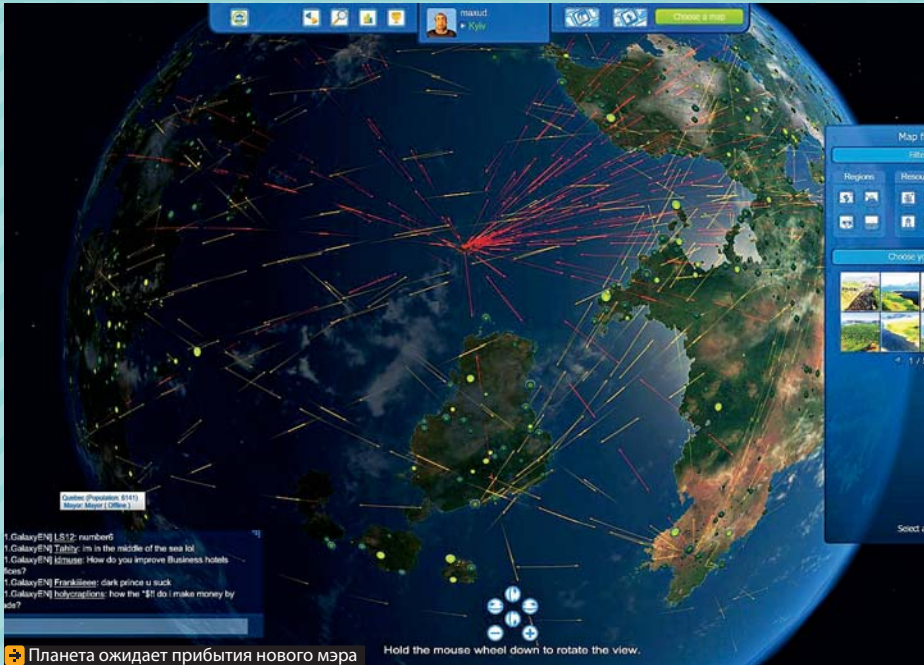 maxud
Kyiv
Choose a map
Map f
Filte
Regions
Resou
Choose yo
1 /
Select a
Quebec (Population: 6141)
Mayor: Mayor ( Offline )
1.GalaxyEN] LS12: number6
1.GalaxyEN] Tahity: im in the middle of the sea lol
1.GalaxyEN] idmuse: How do you improve Business hotels
fices?
1.GalaxyEN] Frankiieeee: dark prince u suck
1.GalaxyEN] holycraplions: how the *$!! do i make money by
ade?
Hold the mouse wheel down to rotate the view.
Планета ожидает прибытия нового мэра